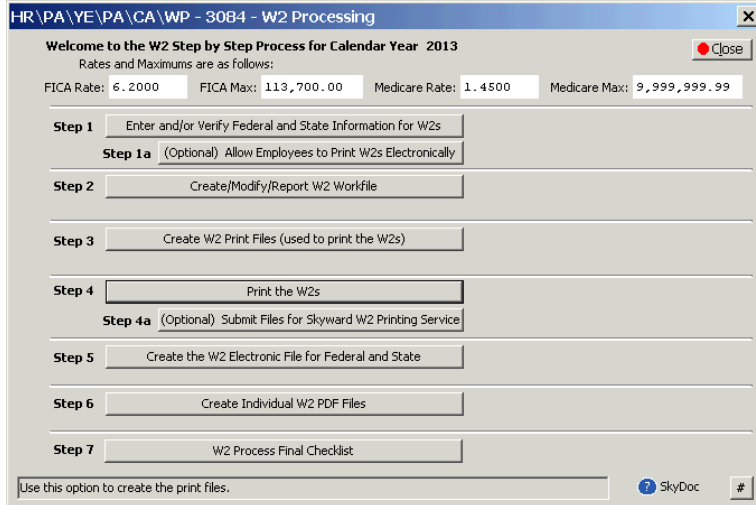 HR\PA\YE\PA\CA\WP - 3084 - W2 Processing
Welcome to the W2 Step by Step Process for Calendar Year 2013
Close
Rates and Maximums are as follows:
FICA Rate: 6.2000 FICA Max: 113,700.00 Medicare Rate: 1.4500 Medicare Max: 9,999,999.99
Step 1 Enter and/or Verify Federal and State Information for W2s
Step 1a (Optional) Allow Employees to Print W2s Electronically
Step 2 Create/Modify/Report W2 Workfile
Step 3 Create W2 Print Files (used to print the W2s)
Step 4 Print the W2s
Step 4a (Optional) Submit Files for Skyward W2 Printing Service
Step 5 Create the W2 Electronic File for Federal and State
Step 6 Create Individual W2 PDF Files
Step 7 W2 Process Final Checklist
Use this option to create the print files. ? SkyDoc #